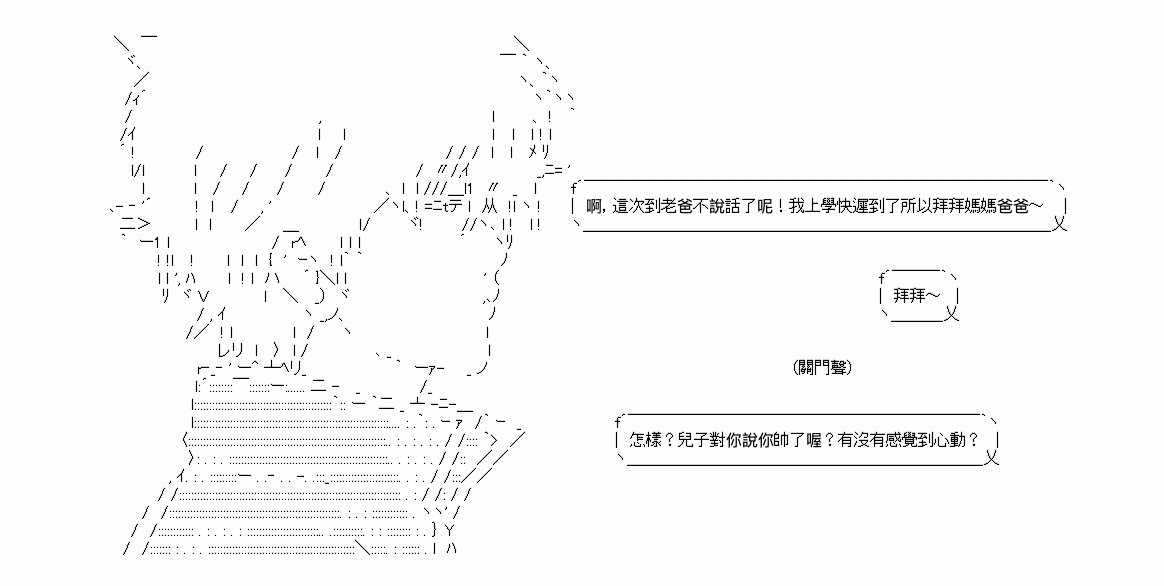 啊，這次到老爸不說話了呢！我上學快遲到了所以拜拜媽媽爸爸～
拜拜～
(關門聲)
怎樣？兒子對你說你帥了喔？有沒有感覺到心動？